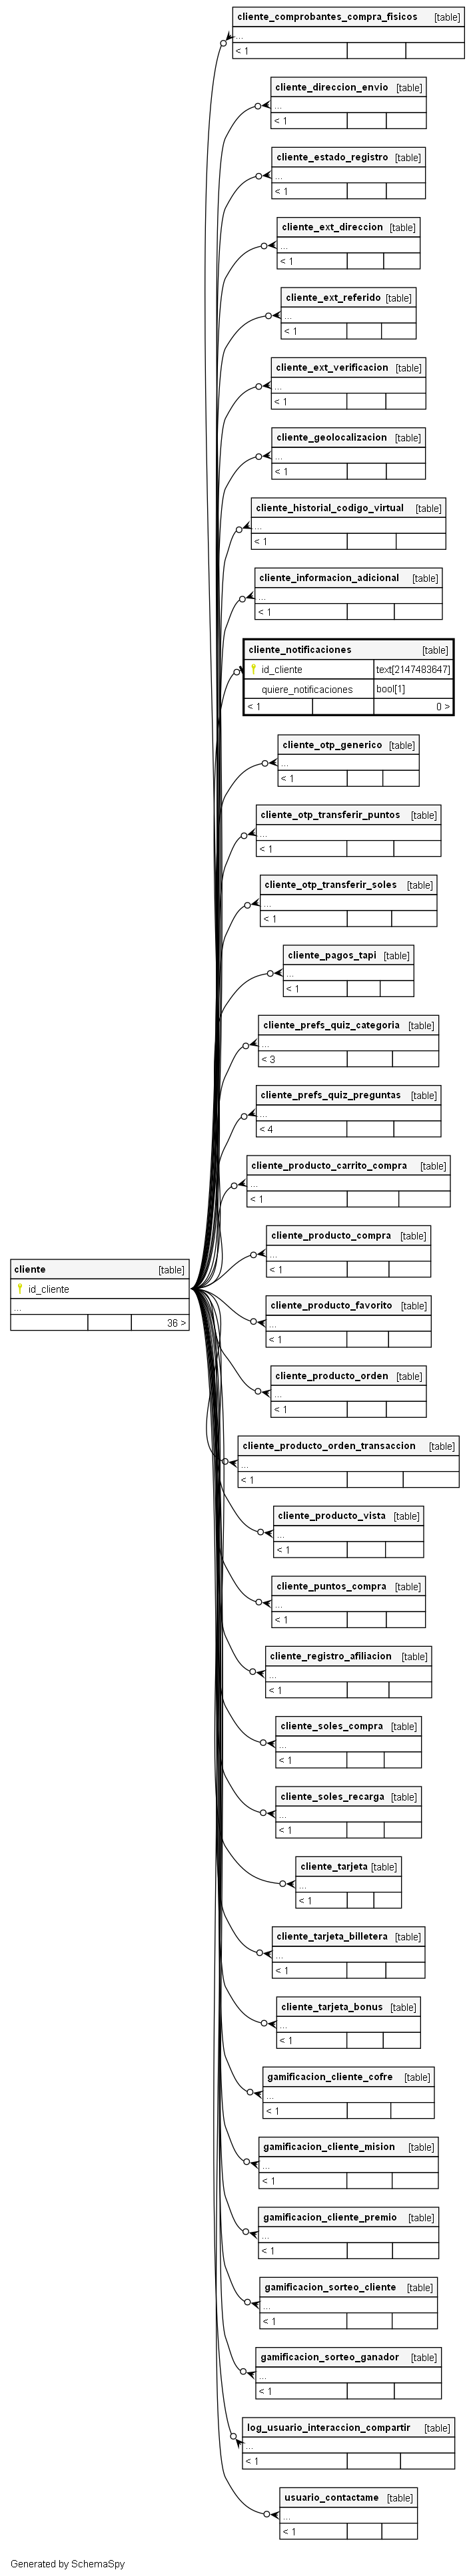 cliente_comprobantes_compra_fisicos [table]
...
< 1
cliente_direccion_envio [table]
...
< 1
cliente_estado_registro [table]
...
< 1
cliente_ext_direccion [table]
...
< 1
cliente_ext_referido [table]
...
< 1
cliente_ext_verificacion [table]
...
< 1
cliente_geolocalizacion [table]
...
< 1
cliente_historial_codigo_virtual [table]
...
< 1
cliente_informacion_adicional [table]
...
< 1
cliente_notificaciones [table]
id_cliente text[2147483647]
quiere_notificaciones bool[1]
< 1 0 >
cliente_otp_generico [table]
...
< 1
cliente_otp_transferir_puntos [table]
...
< 1
cliente_otp_transferir_soles [table]
...
< 1
cliente_pagos_tapi [table]
...
< 1
cliente_prefs_quiz_categoria [table]
...
< 3
cliente_prefs_quiz_preguntas [table]
...
< 4
cliente_producto_carrito_compra [table]
...
< 1
cliente_producto_compra [table]
...
< 1
cliente [table]
id_cliente
...
36 >
cliente_producto_favorito [table]
...
< 1
cliente_producto_orden [table]
...
< 1
cliente_producto_orden_transaccion [table]
...
< 1
cliente_producto_vista [table]
...
< 1
cliente_puntos_compra [table]
...
< 1
cliente_registro_afiliacion [table]
...
< 1
cliente_soles_compra [table]
...
< 1
cliente_soles_recarga [table]
...
< 1
cliente_tarjeta [table]
...
< 1
cliente_tarjeta_billetera [table]
...
< 1
cliente_tarjeta_bonus [table]
...
< 1
gamificacion_cliente_cofre [table]
...
< 1
gamificacion_cliente_mision [table]
...
< 1
gamificacion_cliente_premio [table]
...
< 1
gamificacion_sorteo_cliente [table]
...
< 1
gamificacion_sorteo_ganador [table]
...
< 1
log_usuario_interaccion_compartir [table]
...
< 1
usuario_contactame [table]
...
< 1
Generated by SchemaSpy